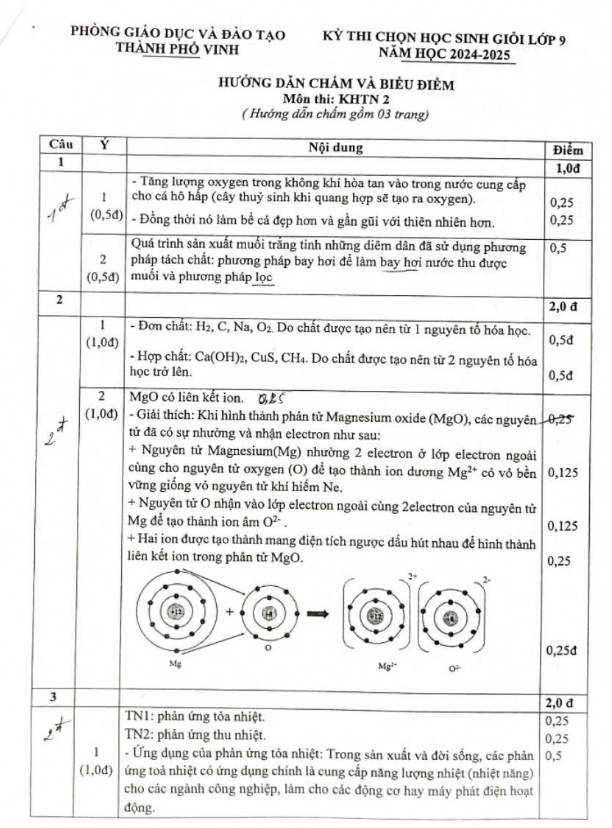 PHÒNG GIÁO DỤC VÀ ĐÀO TẠO
THÀNH PHỐ VINH
KỲ THI CHỌN HỌC SINH GIỎI LỚP 9
NĂM HỌC 2024-2025
HƯỚNG DẪN CHẤM VÀ BIỂU ĐIỂM
Môn thi: KHTN 2
( Hướng dẫn chấm gồm 03 trang)
Câu Ý Nội dung Điểm
1 1,0đ
1đ
1
(0,5đ)
- Tăng lượng oxygen trong không khí hòa tan vào trong nước cung cấp
cho cá hô hấp (cây thuỷ sinh khi quang hợp sẽ tạo ra oxygen). 0,25
- Đồng thời nó làm bể cá đẹp hơn và gần gũi với thiên nhiên hơn. 0,25
2
(0,5đ)
Quá trình sản xuất muối trắng tinh những diêm dân đã sử dụng phương 0,5
pháp tách chất: phương pháp bay hơi để làm bay hơi nước thu được
muối và phương pháp lọc
2 2,0 đ
2đ
1
(1,0đ)
- Đơn chất: H₂, C, Na, O₂. Do chất được tạo nên từ 1 nguyên tố hóa học. 0,5đ
- Hợp chất: Ca(OH)₂, CuS, CH₄. Do chất được tạo nên từ 2 nguyên tố hóa
học trở lên. 0,5đ
2
(1,0đ)
MgO có liên kết ion. 0,25
- Giải thích: Khi hình thành phân tử Magnesium oxide (MgO), các nguyên 0,25
tử đã có sự nhường và nhận electron như sau:
+ Nguyên tử Magnesium(Mg) nhường 2 electron ở lớp electron ngoài
cùng cho nguyên tử oxygen (O) để tạo thành ion dương Mg²⁺ có vỏ bền 0,125
vững giống vỏ nguyên tử khí hiếm Ne.
+ Nguyên tử O nhận vào lớp electron ngoài cùng 2electron của nguyên tử
Mg để tạo thành ion âm O²⁻ . 0,125
+ Hai ion được tạo thành mang điện tích ngược dấu hút nhau để hình thành
liên kết ion trong phân tử MgO. 0,25
2+ 2-
+12 + +8 +12 +8
0,25đ
Mg O Mg²⁺ O²⁻
3 2,0 đ
2đ
1
(1,0đ)
TN1: phản ứng tỏa nhiệt. 0,25
TN2: phản ứng thu nhiệt. 0,25
- Ứng dụng của phản ứng tỏa nhiệt: Trong sản xuất và đời sống, các phản 0,5
ứng toả nhiệt có ứng dụng chính là cung cấp năng lượng nhiệt (nhiệt năng)
cho các ngành công nghiệp, làm cho các động cơ hay máy phát điện hoạt
động.